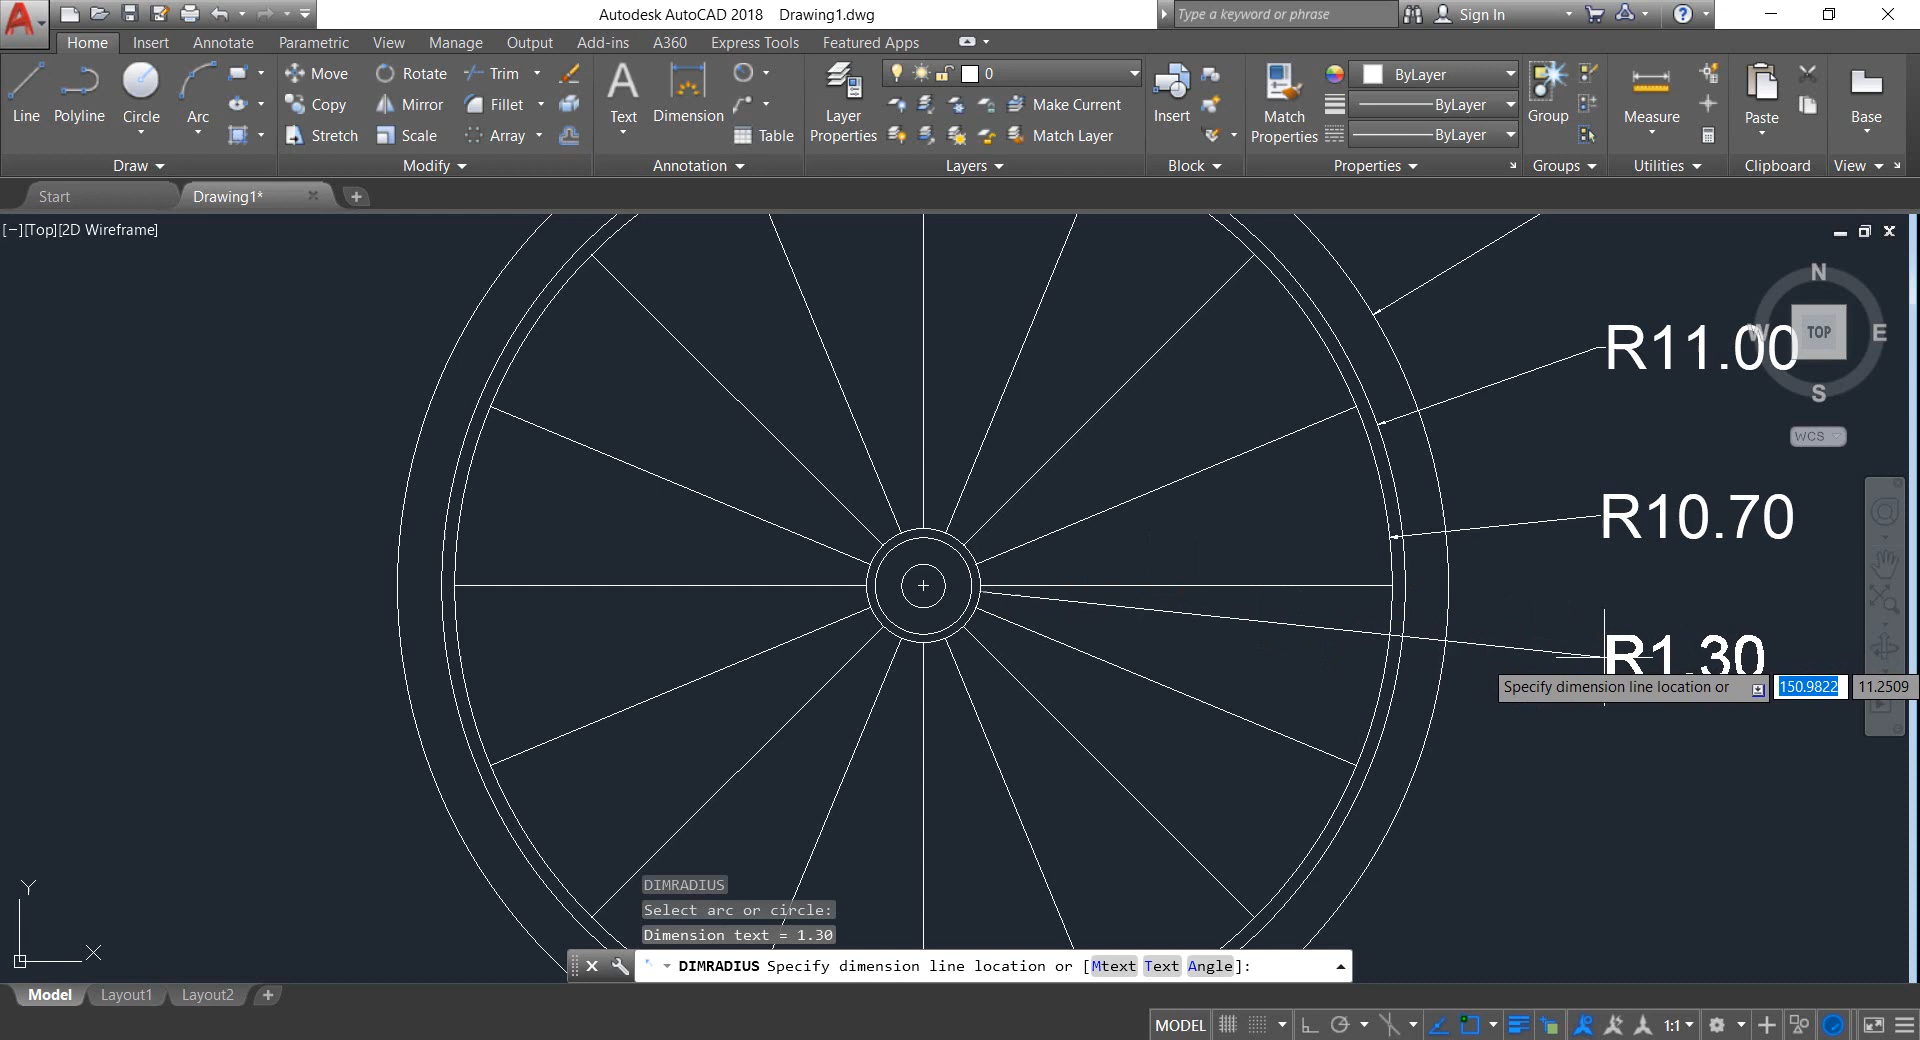 Autodesk AutoCAD 2018 Drawing1.dwg
Type a keyword or phrase
Sign In
Home Insert Annotate Parametric View Manage Output Add-ins A360 Express Tools Featured Apps
Line Polyline Circle Arc
Move Rotate Trim
Copy Mirror Fillet
Stretch Scale Array
Text Dimension Table
Layer Properties
0
Make Current
Match Layer
Insert
Match Properties
ByLayer
ByLayer
ByLayer
Group
Measure
Paste
Base
Draw Modify Annotation Layers Block Properties Groups Utilities Clipboard View
Start Drawing1*
[−][Top][2D Wireframe]
N
W TOP E
S
WCS
R11.00
R10.70
R1.30
Specify dimension line location or 150.9822 11.2509
Y
X
DIMRADIUS
Select arc or circle:
Dimension text = 1.30
DIMRADIUS Specify dimension line location or [Mtext Text Angle]:
Model Layout1 Layout2
MODEL 1:1